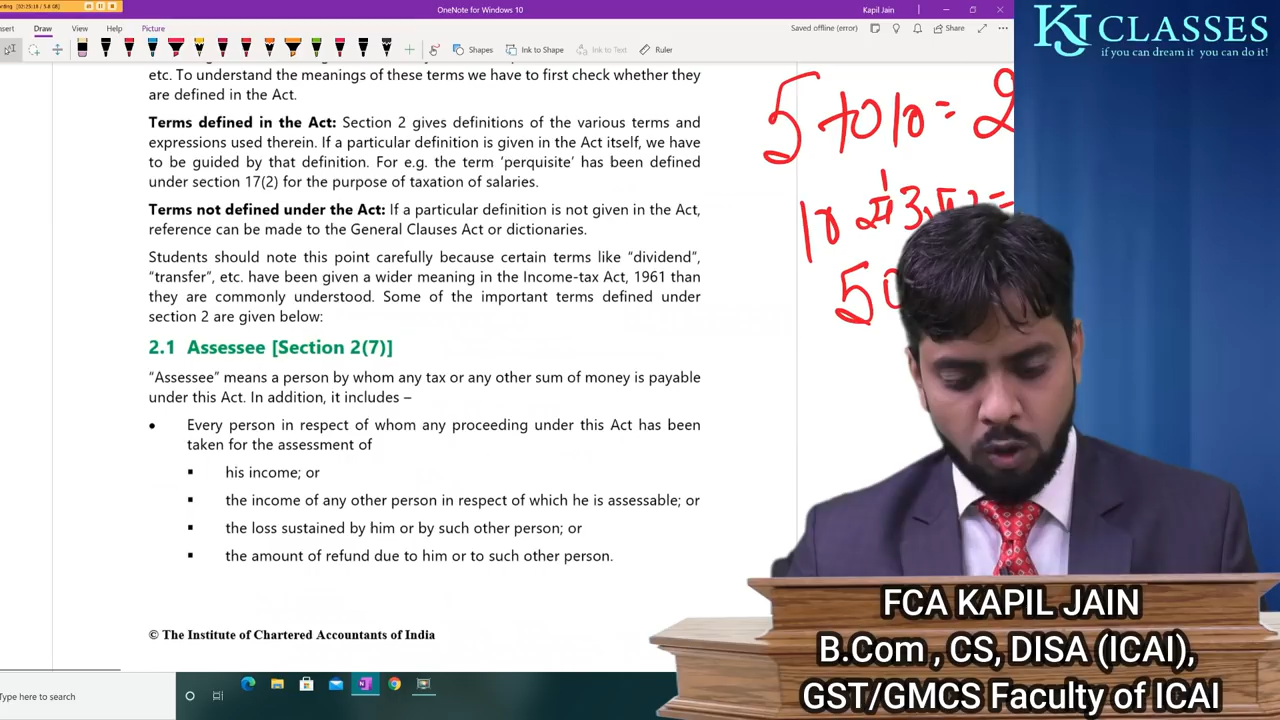 OneNote for Windows 10
Kapil Jain
nsert Draw View Help Picture
Saved offline (error)
Share
Shapes
Ink to Shape
Ink to Text
Ruler
etc. To understand the meanings of these terms we have to first check whether they
are defined in the Act.
Terms defined in the Act: Section 2 gives definitions of the various terms and
expressions used therein. If a particular definition is given in the Act itself, we have
to be guided by that definition. For e.g. the term ‘perquisite’ has been defined
under section 17(2) for the purpose of taxation of salaries.
Terms not defined under the Act: If a particular definition is not given in the Act,
reference can be made to the General Clauses Act or dictionaries.
Students should note this point carefully because certain terms like “dividend”,
“transfer”, etc. have been given a wider meaning in the Income-tax Act, 1961 than
they are commonly understood. Some of the important terms defined under
section 2 are given below:
2.1 Assessee [Section 2(7)]
“Assessee” means a person by whom any tax or any other sum of money is payable
under this Act. In addition, it includes –
• Every person in respect of whom any proceeding under this Act has been
taken for the assessment of
▪ his income; or
▪ the income of any other person in respect of which he is assessable; or
▪ the loss sustained by him or by such other person; or
▪ the amount of refund due to him or to such other person.
© The Institute of Chartered Accountants of India
ype here to search
5 to 10 = 2
KJ CLASSES
if you can dream it you can do it!
FCA KAPIL JAIN
B.Com , CS, DISA (ICAI),
GST/GMCS Faculty of ICAI